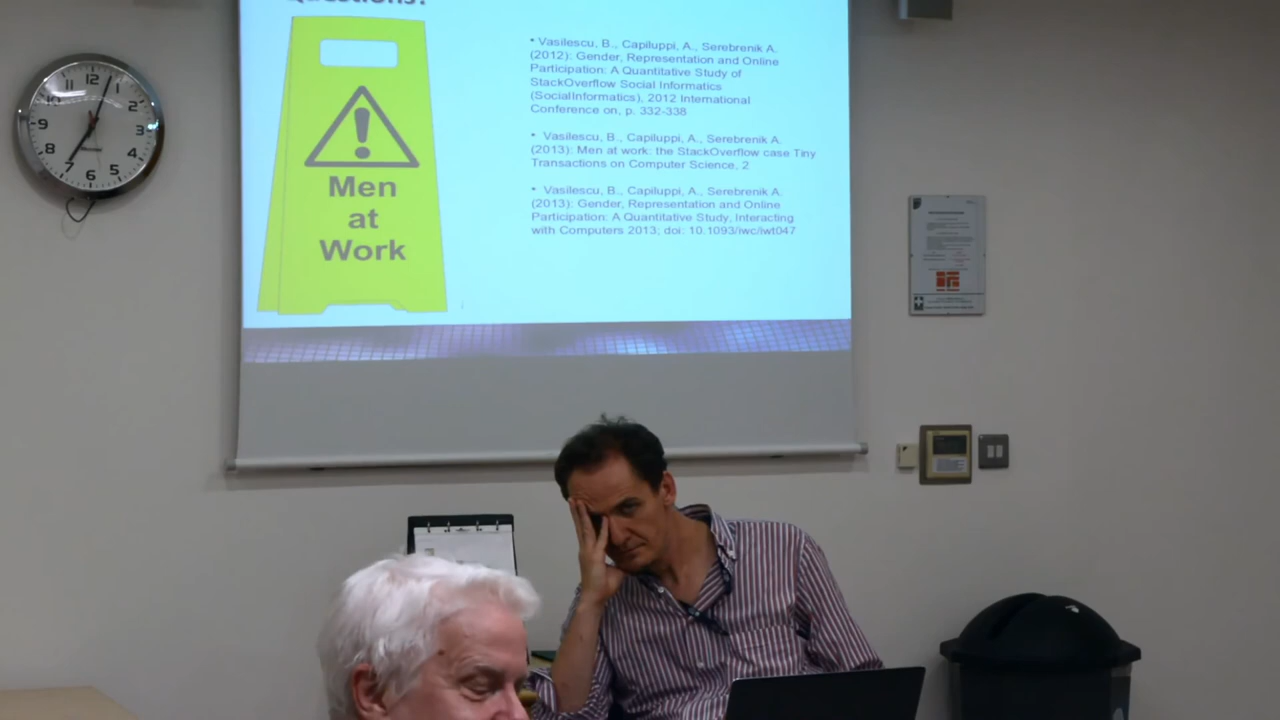 Questions?
Men
at
Work
• Vasilescu, B., Capiluppi, A., Serebrenik A.
(2012): Gender, Representation and Online
Participation: A Quantitative Study of
StackOverflow Social Informatics
(SocialInformatics), 2012 International
Conference on, p. 332-338
• Vasilescu, B., Capiluppi, A., Serebrenik A.
(2013): Men at work: the StackOverflow case Tiny
Transactions on Computer Science, 2
• Vasilescu, B., Capiluppi, A., Serebrenik A.
(2013): Gender, Representation and Online
Participation: A Quantitative Study, Interacting
with Computers 2013; doi: 10.1093/iwc/iwt047
12
1
2
3
4
5
6
7
8
9
10